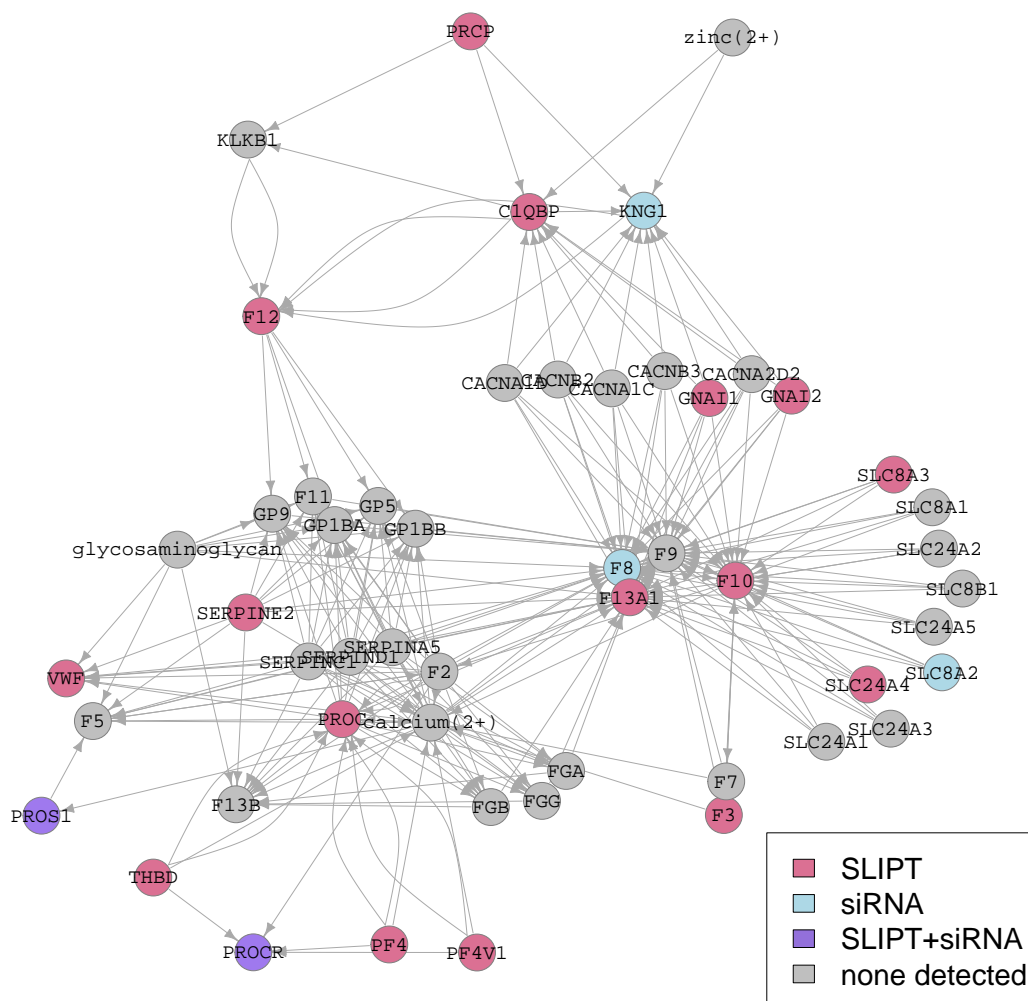 PRCP
zinc(2+)
KLKB1
C1QBP
KNG1
F12
CACNB3
CACNA2D2
CACNA1D
CACNB2
CACNA1C
GNAI1
GNAI2
SLC8A3
F11
GP9
GP5
SLC8A1
GP1BA
GP1BB
glycosaminoglycan
F9
SLC24A2
F8
F10
SLC8B1
F13A1
SERPINE2
SLC24A5
SERPINA5
SERPIND1
SERPINC1
F2
VWF
SLC8A2
SLC24A4
F5
PROC
calcium(2+)
SLC24A3
SLC24A1
FGA
F7
F13B
FGB
FGG
PROS1
F3
THBD
PROCR
PF4
PF4V1
SLIPT
siRNA
SLIPT+siRNA
none detected